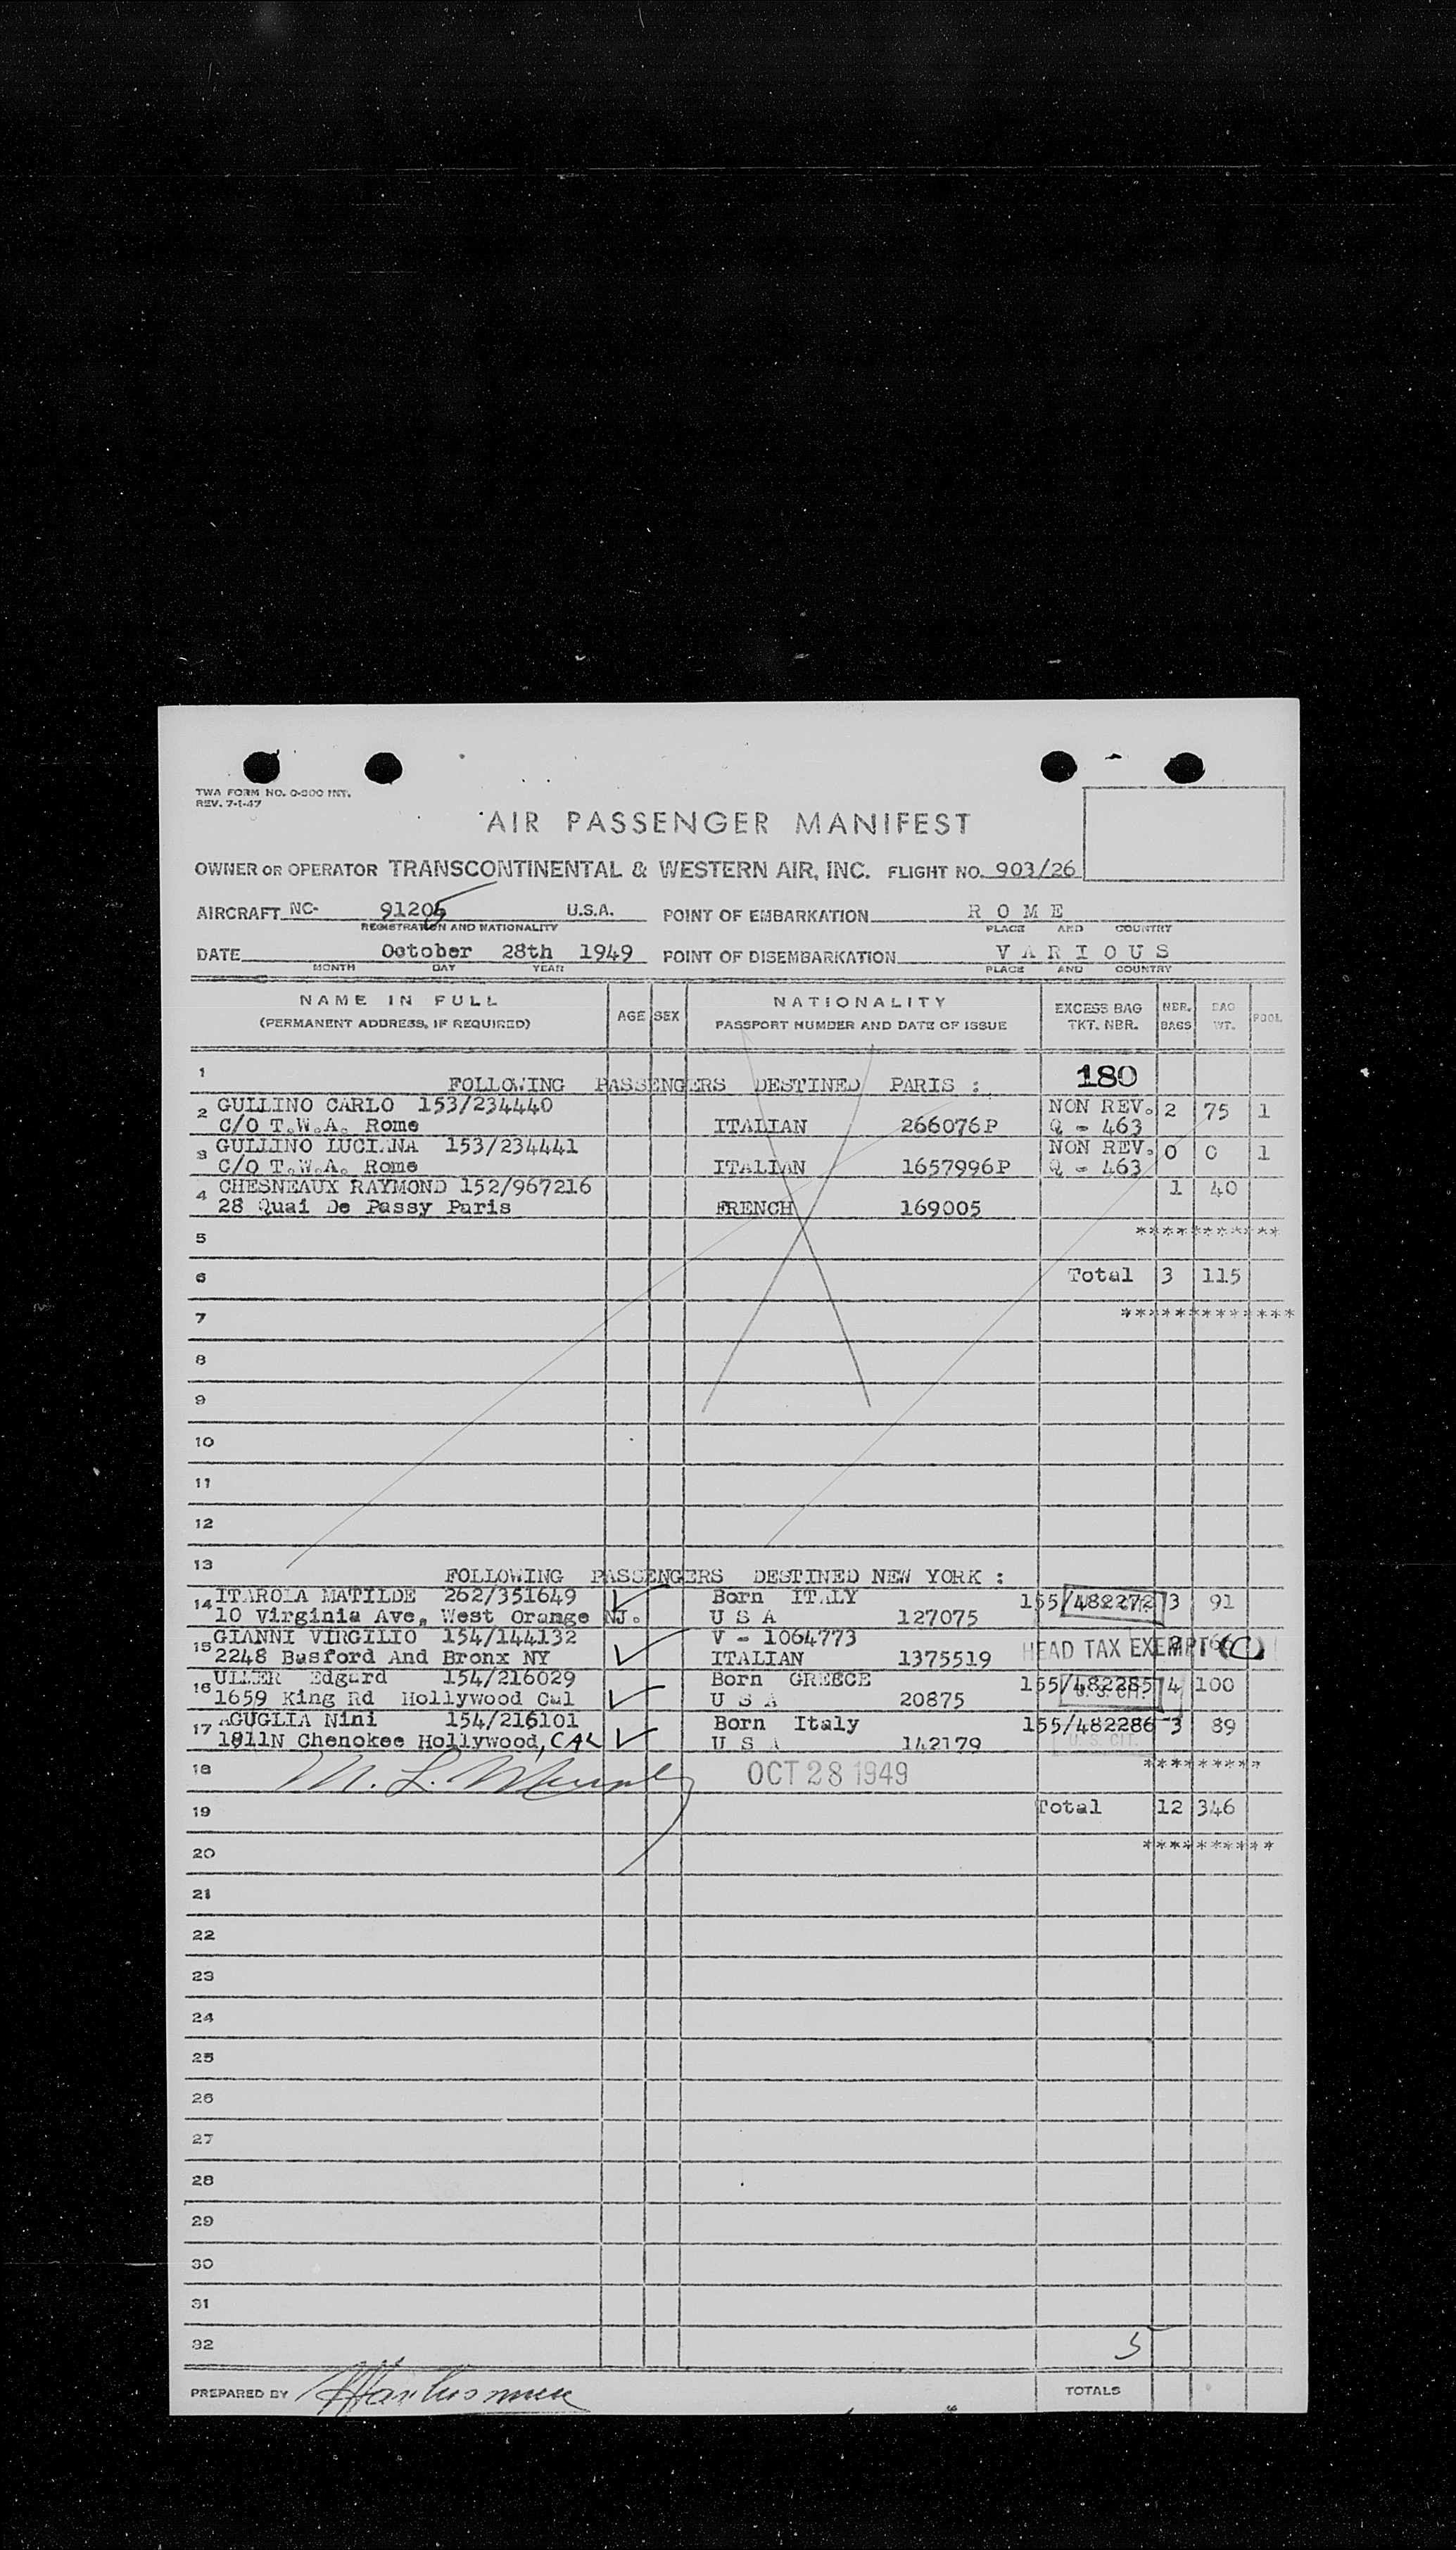 TWA FORM NO. O-300 INT.
REV. 7-1-47
AIR PASSENGER MANIFEST
OWNER OR OPERATOR TRANSCONTINENTAL & WESTERN AIR, INC. FLIGHT NO. 903/26
AIRCRAFT NC- 91205 U.S.A. POINT OF EMBARKATION R O M E
REGISTRATION AND NATIONALITY PLACE AND COUNTRY
DATE October 28th 1949 POINT OF DISEMBARKATION V A R I O U S
MONTH DAY YEAR PLACE AND COUNTRY
NAME IN FULL AGE SEX NATIONALITY EXCESS BAG NBR. BAG POOL
(PERMANENT ADDRESS, IF REQUIRED) PASSPORT NUMBER AND DATE OF ISSUE TKT. NBR. BAGS WT.
1 FOLLOWING PASSENGERS DESTINED PARIS : 180
2 GULLINO CARLO 153/234440 NON REV. 2 75 1
C/O T.W.A. Rome ITALIAN 266076P Q - 463
3 GULLINO LUCIANA 153/234441 NON REV. 0 0 1
C/O T.W.A. Rome ITALIAN 1657996P Q - 463
4 CHESNEAUX RAYMOND 152/967216 1 40
28 Quai De Passy Paris FRENCH 169005
5 ***********
6 Total 3 115
7 *************
8
9
10
11
12
13 FOLLOWING PASSENGERS DESTINED NEW YORK :
14 ITAROLA MATILDE 262/351649 Born ITALY 155/482272 3 91
10 Virginia Ave, West Orange NJ. U S A 127075
15 GIANNI VIRGILIO 154/144132 V - 1064773 HEAD TAX EXEMPT (C)
2248 Basford And Bronx NY ITALIAN 1375519
16 ULLER Edgard 154/216029 Born GREECE 155/482285 4 100
1659 King Rd Hollywood Cal U S A 20875 U. S. CIT.
17 AGUGLIA Nini 154/216101 Born Italy 155/482286 3 89
1811N Chenokee Hollywood, CAL U S A 142179 U. S. CIT.
18 M. L. Murphy OCT 28 1949 *********
19 Total 12 346
20 **********
21
22
23
24
25
26
27
28
29
30
31
32 5
PREPARED BY TOTALS